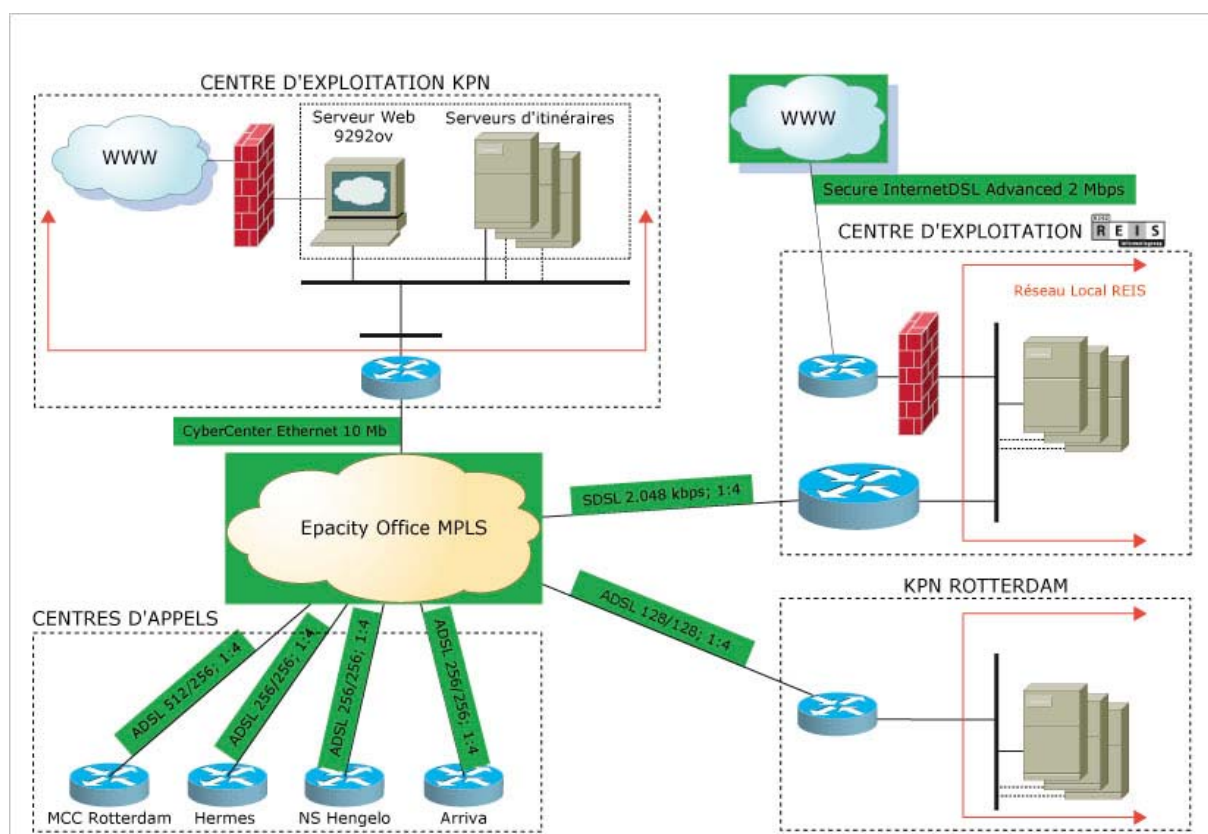 CENTRE D'EXPLOITATION KPN
WWW
Serveur Web
9292ov
Serveurs d'itinéraires
WWW
Secure InternetDSL Advanced 2 Mbps
CENTRE D'EXPLOITATION
REIS
Réseau Local REIS
CyberCenter Ethernet 10 Mb
Epacity Office MPLS
SDSL 2.048 kbps; 1:4
ADSL 128/128; 1:4
KPN ROTTERDAM
CENTRES D'APPELS
ADSL 512/256; 1:4
ADSL 256/256; 1:4
ADSL 256/256; 1:4
ADSL 256/256; 1:4
MCC Rotterdam
Hermes
NS Hengelo
Arriva